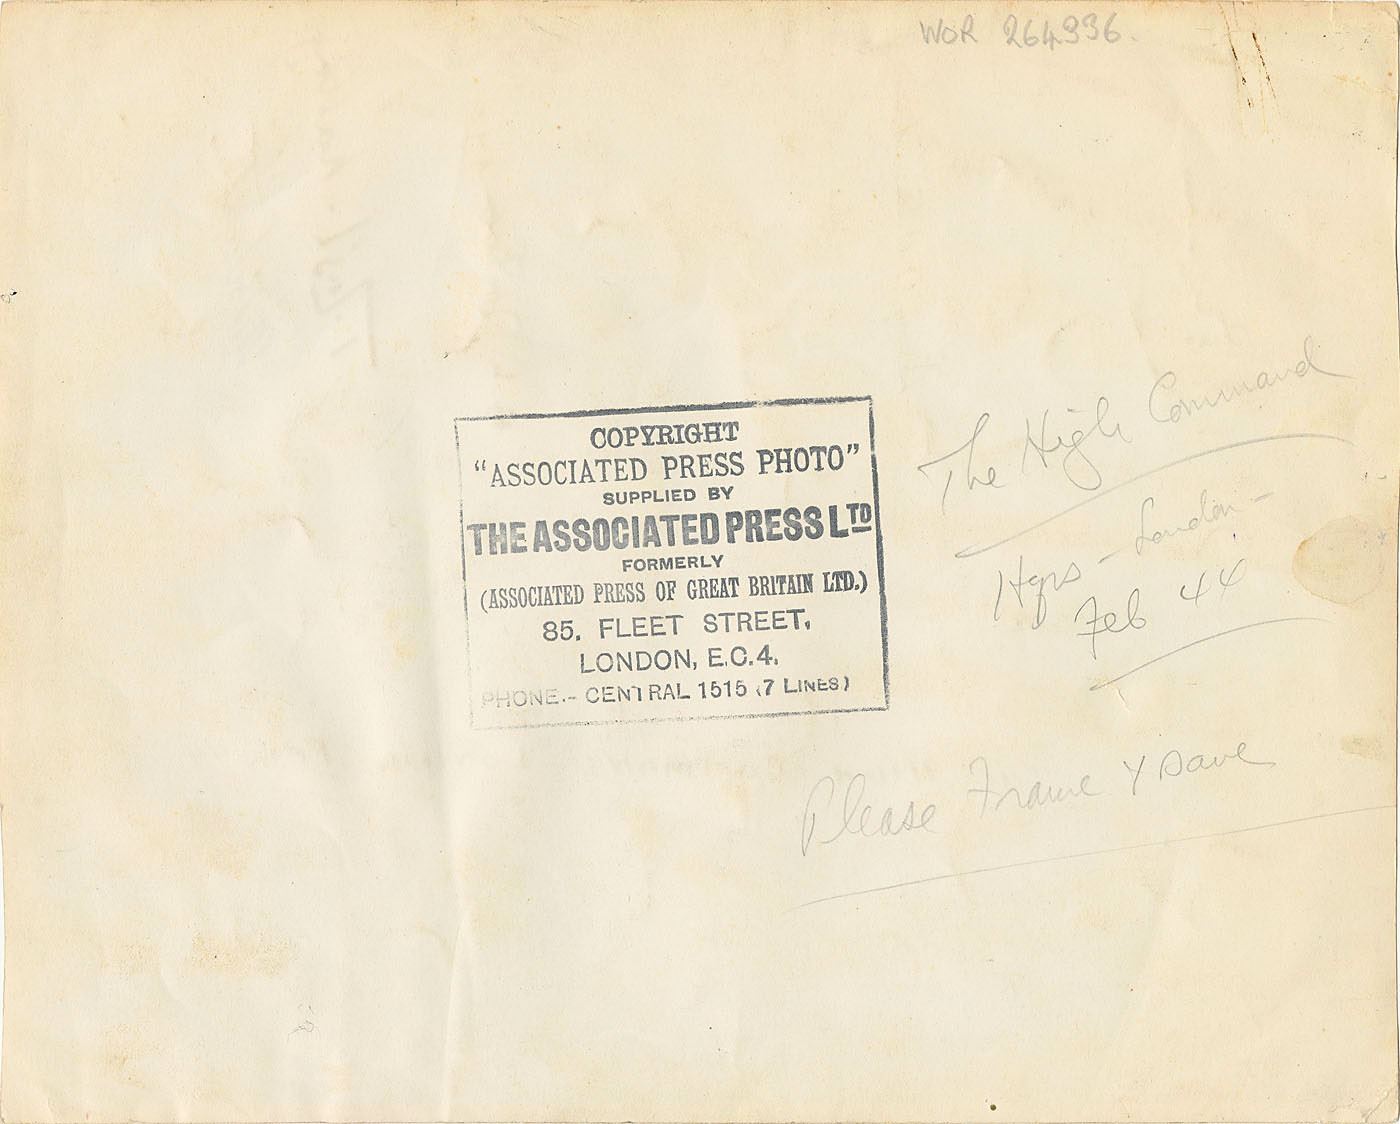 WOR 264996.
COPYRIGHT
"ASSOCIATED PRESS PHOTO"
SUPPLIED BY
THE ASSOCIATED PRESS LTD
FORMERLY
(ASSOCIATED PRESS OF GREAT BRITAIN LTD.)
85, FLEET STREET,
LONDON, E.C.4.
PHONE.- CENTRAL 1515 (7 LINES)
The High Command
Hqrs - London -
Feb 44
Please Frame & save